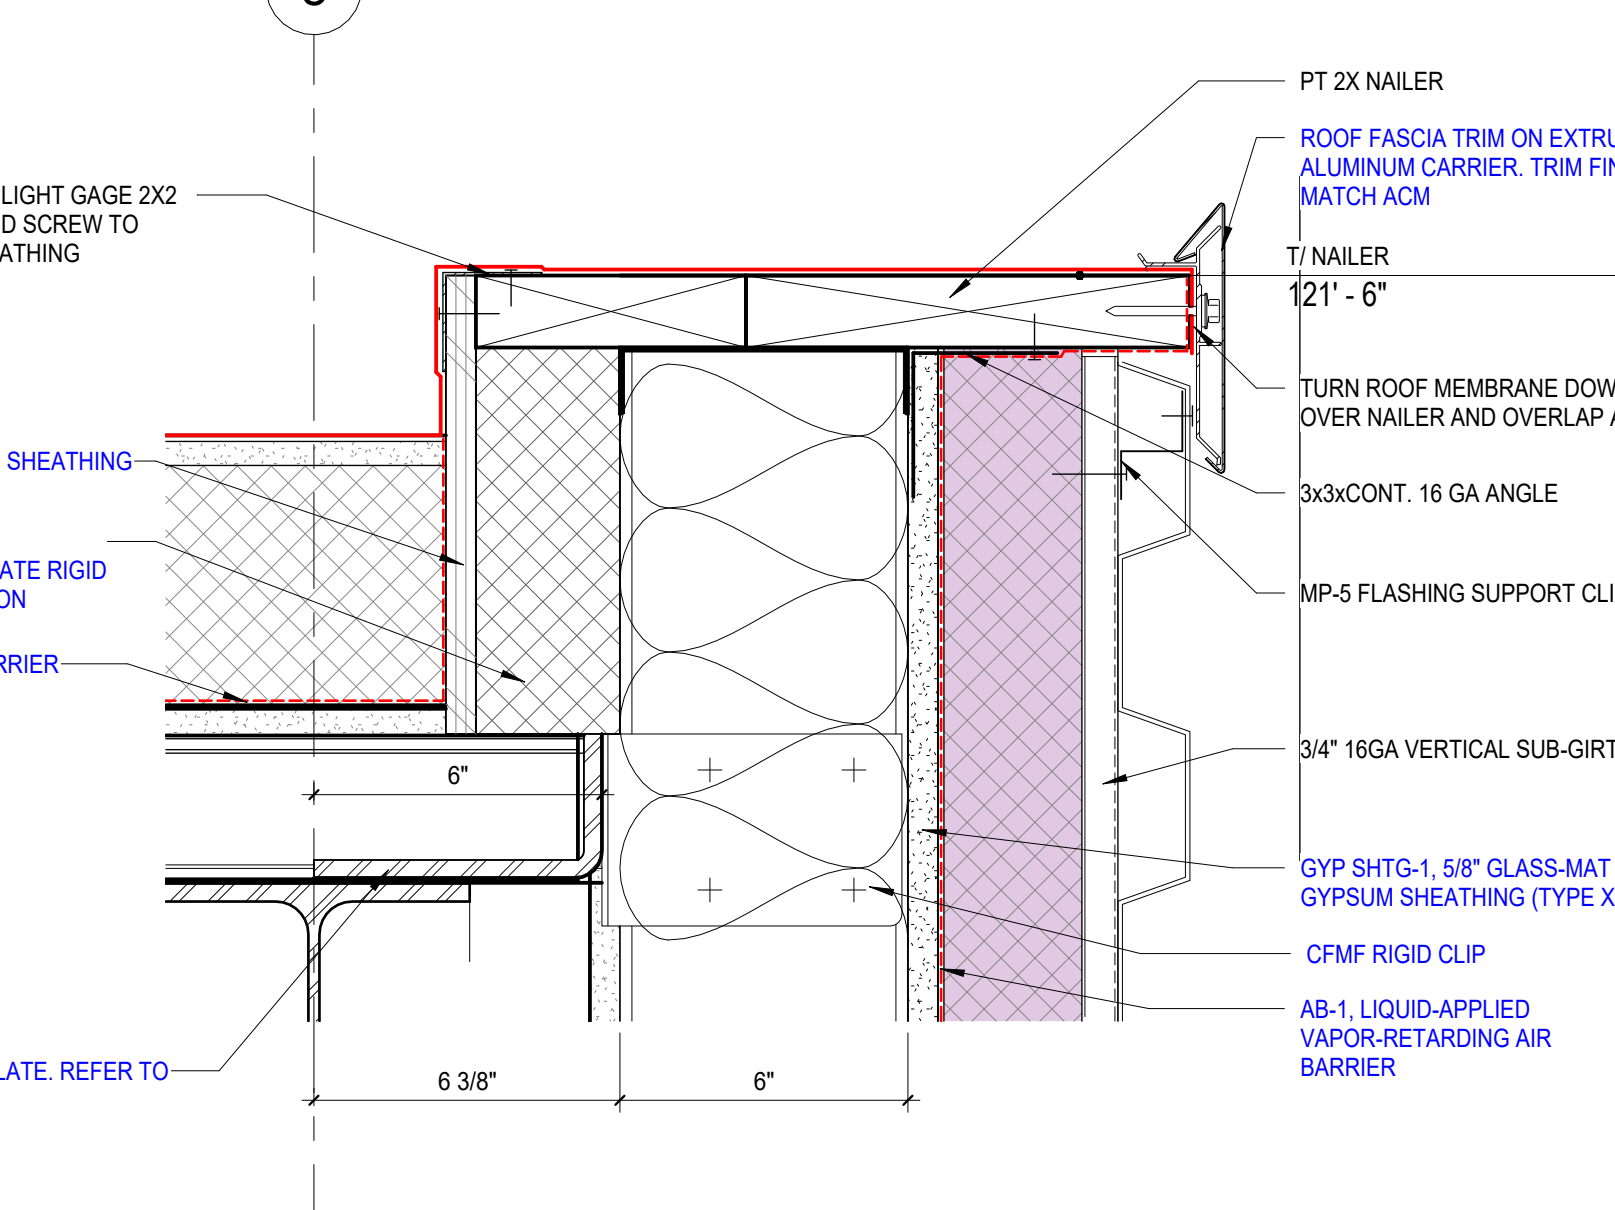 LIGHT GAGE 2X2
D SCREW TO
ATHING
SHEATHING
ATE RIGID
ON
RRIER
6"
LATE. REFER TO
6 3/8"
6"
PT 2X NAILER
ROOF FASCIA TRIM ON EXTRU
ALUMINUM CARRIER. TRIM FIN
MATCH ACM
T/ NAILER
121' - 6"
TURN ROOF MEMBRANE DOW
OVER NAILER AND OVERLAP A
3x3xCONT. 16 GA ANGLE
MP-5 FLASHING SUPPORT CLI
3/4" 16GA VERTICAL SUB-GIRT
GYP SHTG-1, 5/8" GLASS-MAT
GYPSUM SHEATHING (TYPE X
CFMF RIGID CLIP
AB-1, LIQUID-APPLIED
VAPOR-RETARDING AIR
BARRIER